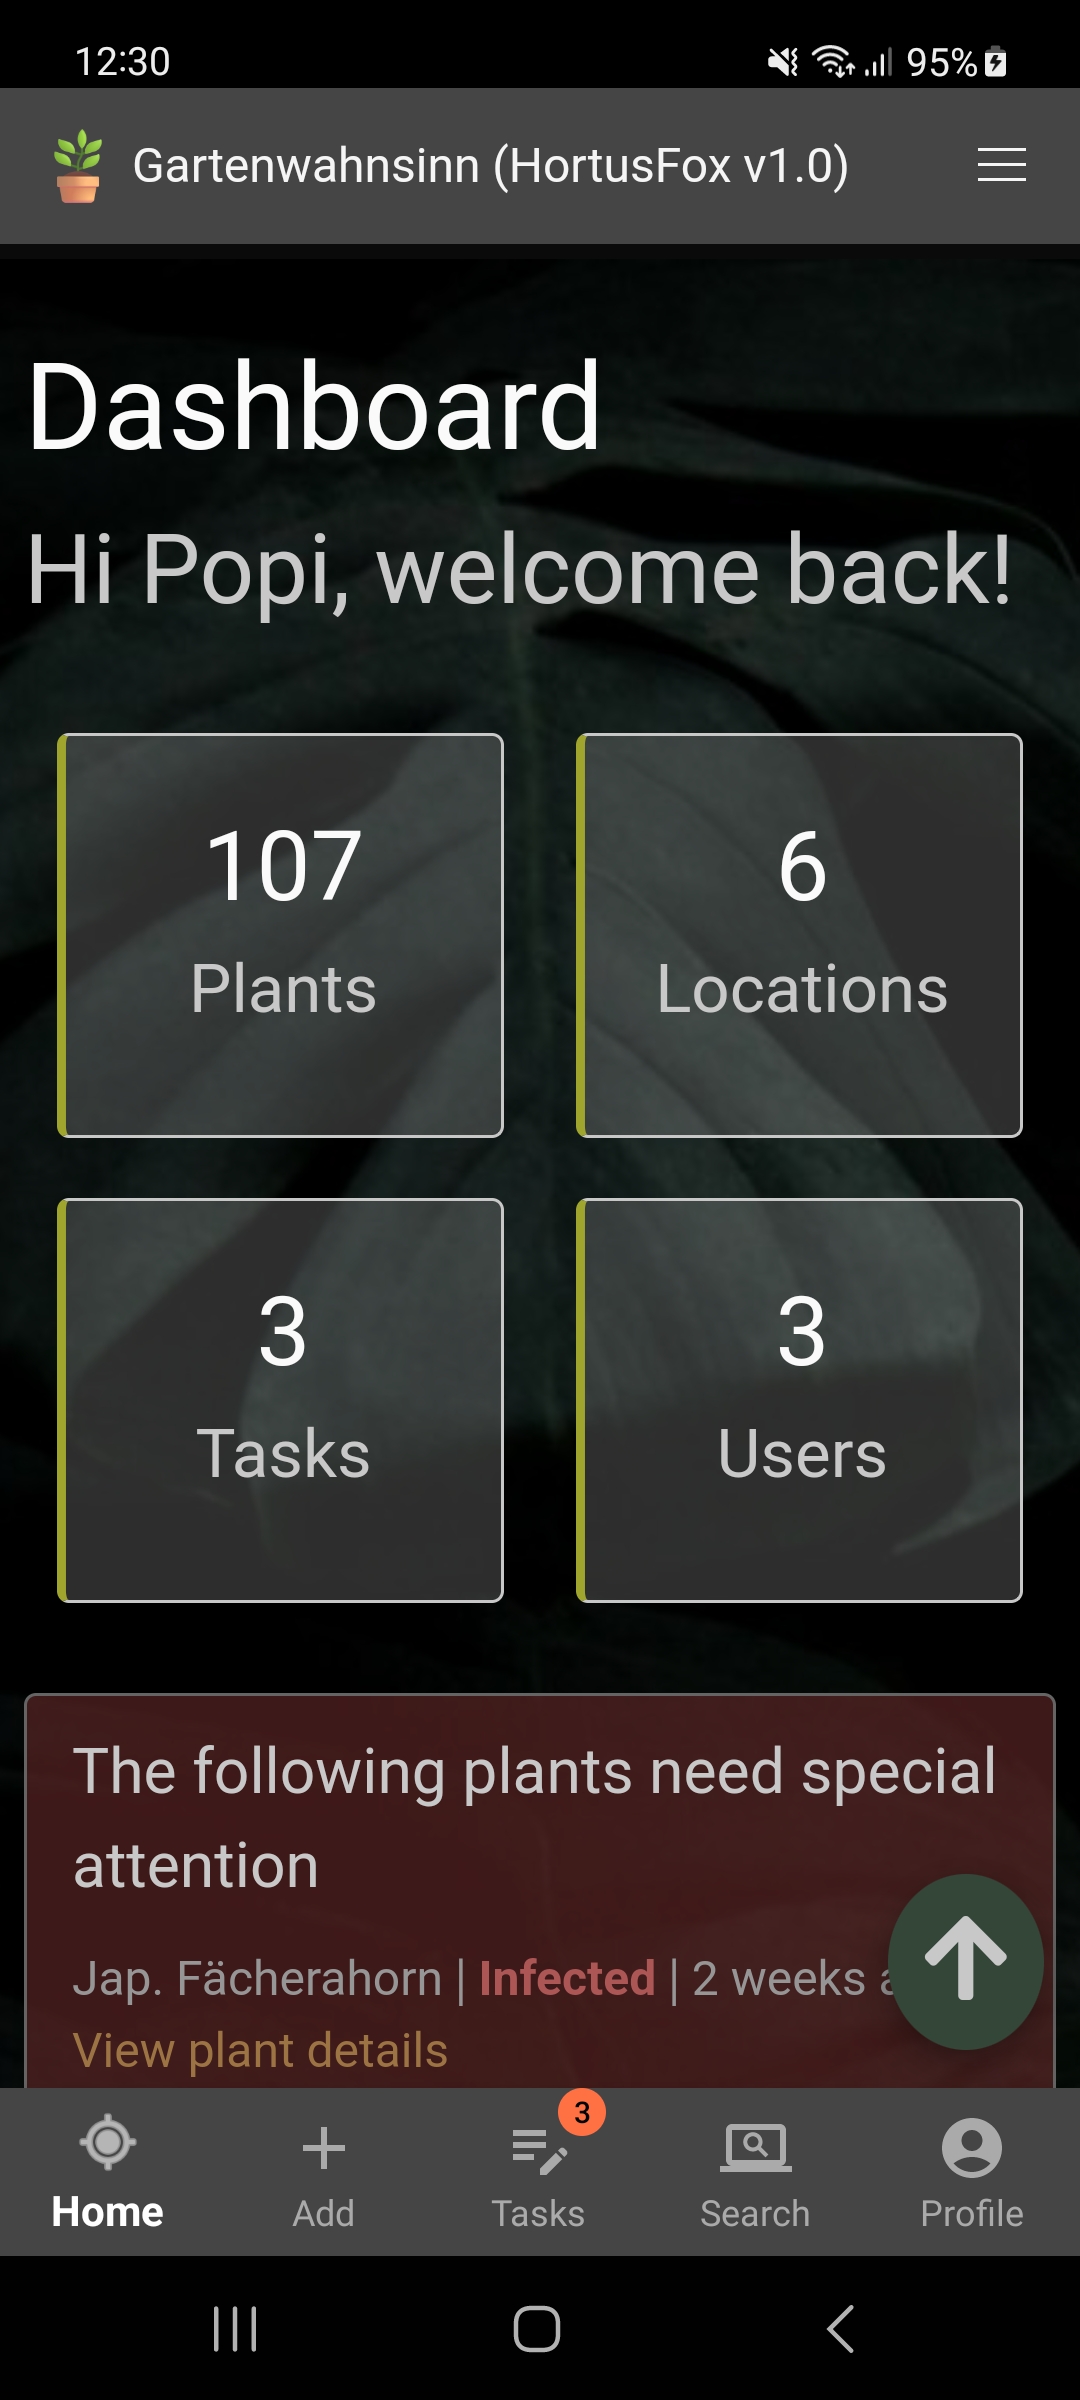 12:30
95%
Gartenwahnsinn (HortusFox v1.0)
Dashboard
Hi Popi, welcome back!
107
Plants
6
Locations
3
Tasks
3
Users
The following plants need special
attention
Jap. Fächerahorn | Infected | 2 weeks
View plant details
3
Home
Add
Tasks
Search
Profile